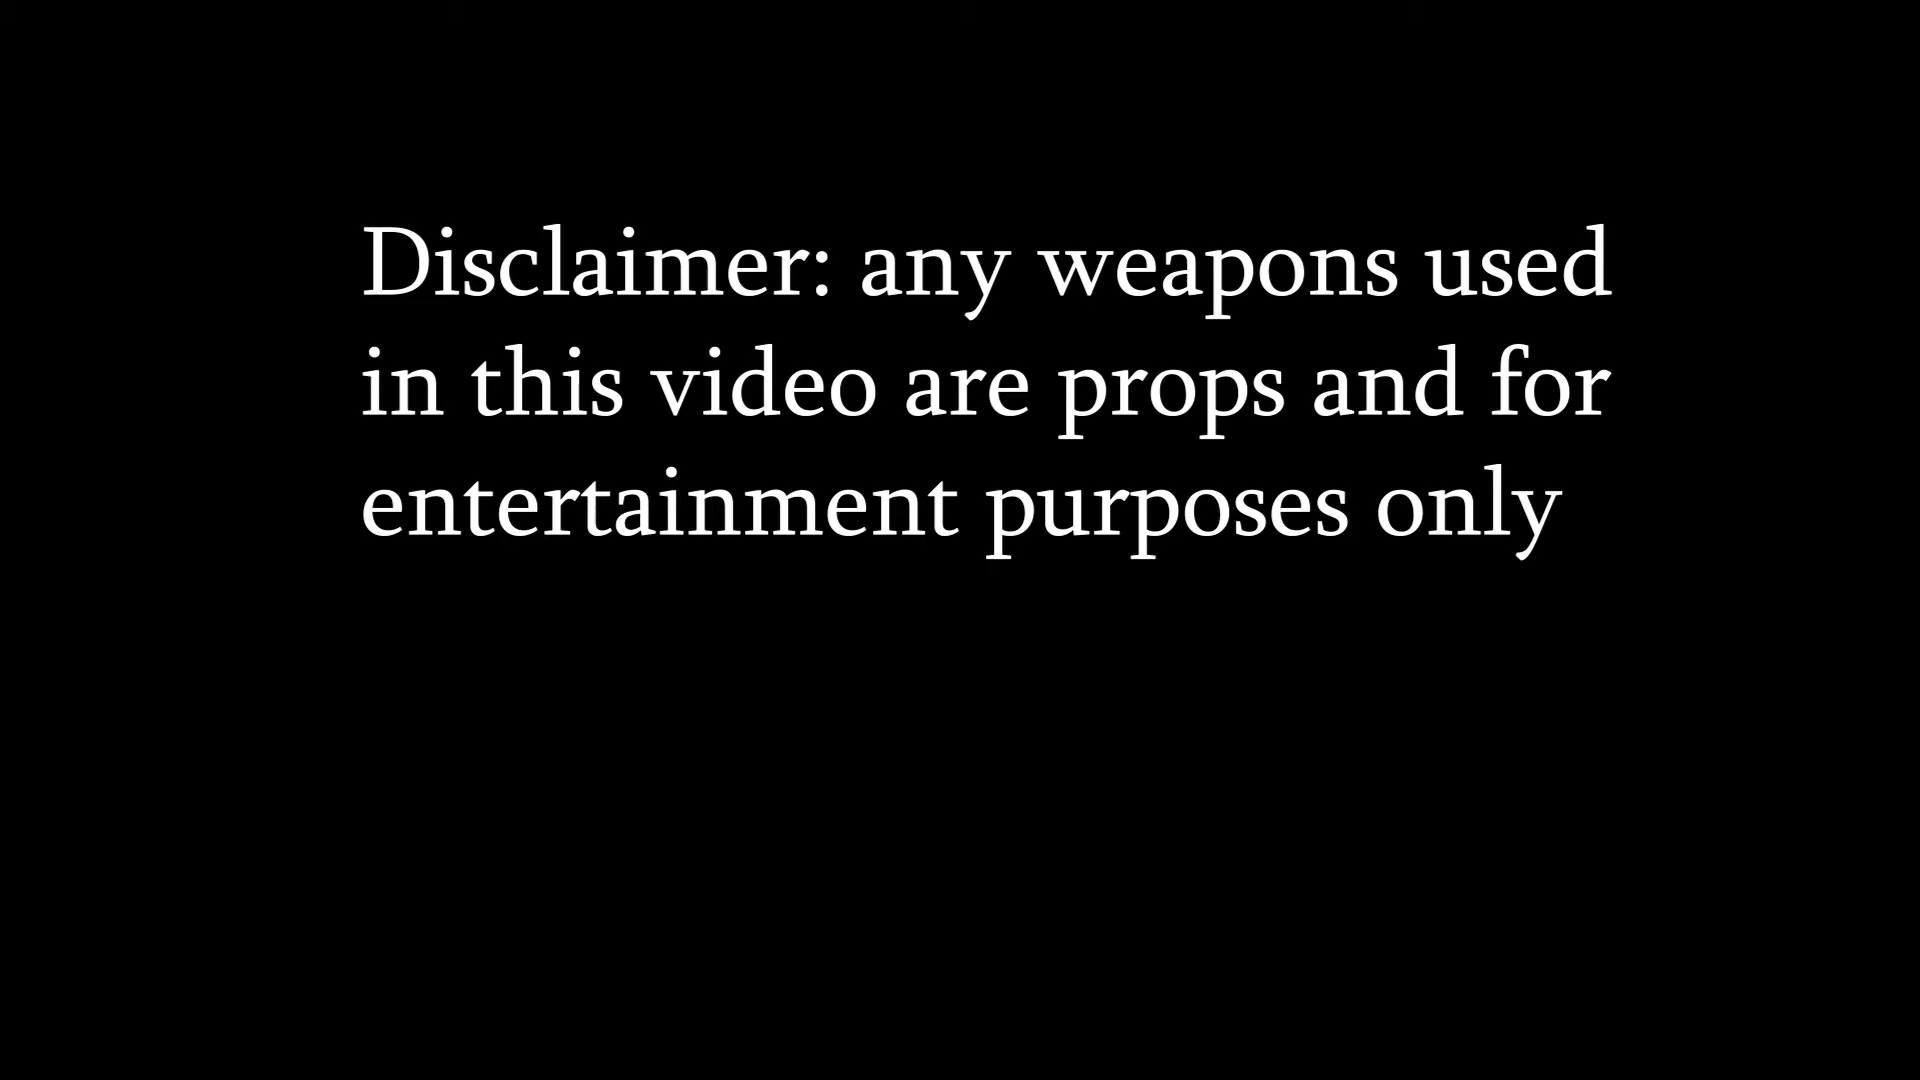 Disclaimer: any weapons used
in this video are props and for
entertainment purposes only